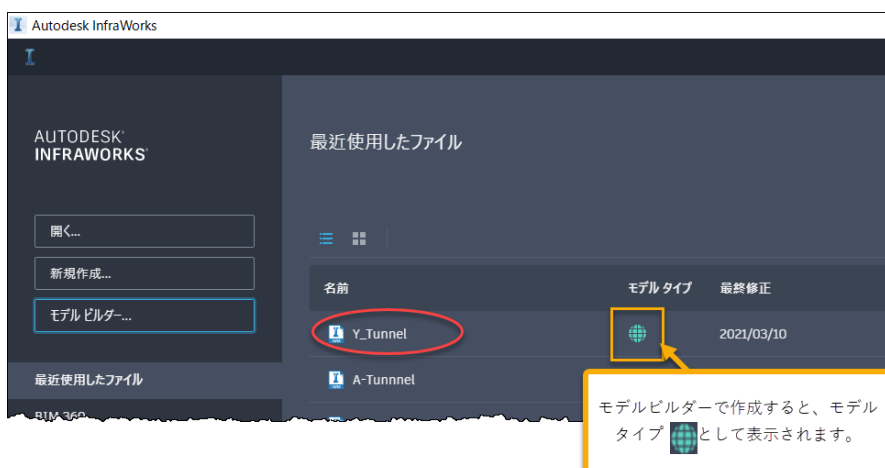 Autodesk InfraWorks
AUTODESK®
INFRAWORKS®
開く...
新規作成...
モデル ビルダー...
最近使用したファイル
BIM 360
最近使用したファイル
名前 モデル タイプ 最終修正
Y_Tunnel 2021/03/10
A-Tunnnel
モデルビルダーで作成すると、モデル
タイプ として表示されます。